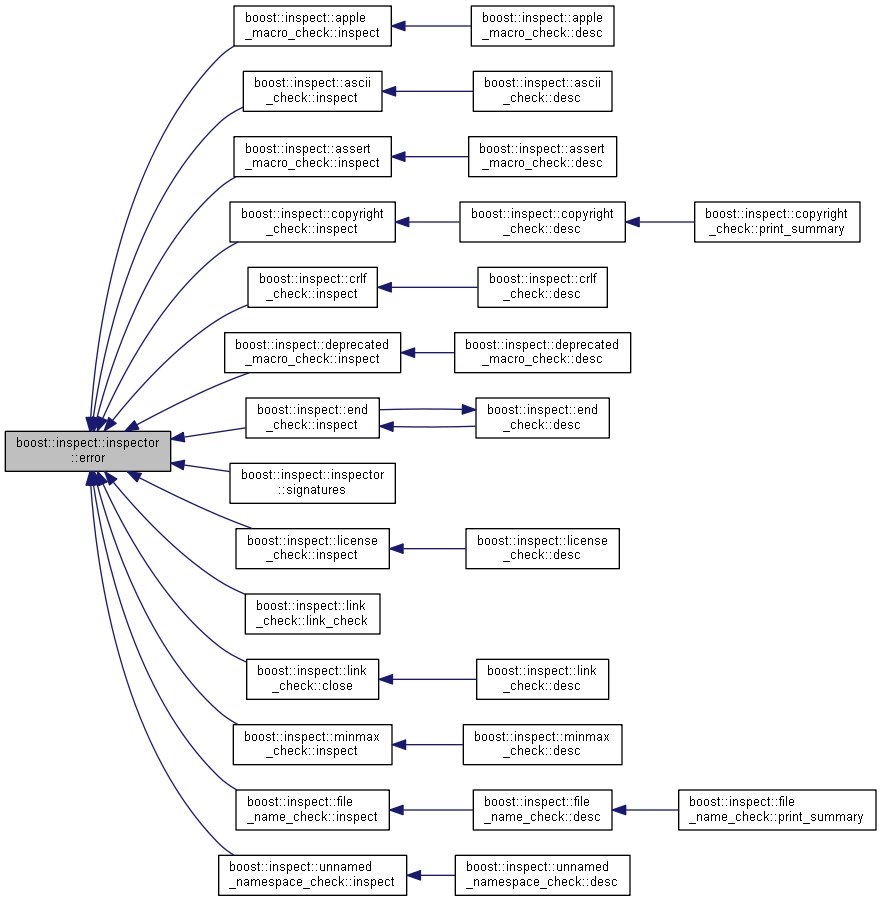 boost::inspect::apple
_macro_check::inspect
boost::inspect::apple
_macro_check::desc
boost::inspect::ascii
_check::inspect
boost::inspect::ascii
_check::desc
boost::inspect::assert
_macro_check::inspect
boost::inspect::assert
_macro_check::desc
boost::inspect::copyright
_check::inspect
boost::inspect::copyright
_check::desc
boost::inspect::copyright
_check::print_summary
boost::inspect::crlf
_check::inspect
boost::inspect::crlf
_check::desc
boost::inspect::deprecated
_macro_check::inspect
boost::inspect::deprecated
_macro_check::desc
boost::inspect::end
_check::inspect
boost::inspect::end
_check::desc
boost::inspect::inspector
::error
boost::inspect::inspector
::signatures
boost::inspect::license
_check::inspect
boost::inspect::license
_check::desc
boost::inspect::link
_check::link_check
boost::inspect::link
_check::close
boost::inspect::link
_check::desc
boost::inspect::minmax
_check::inspect
boost::inspect::minmax
_check::desc
boost::inspect::file
_name_check::inspect
boost::inspect::file
_name_check::desc
boost::inspect::file
_name_check::print_summary
boost::inspect::unnamed
_namespace_check::inspect
boost::inspect::unnamed
_namespace_check::desc